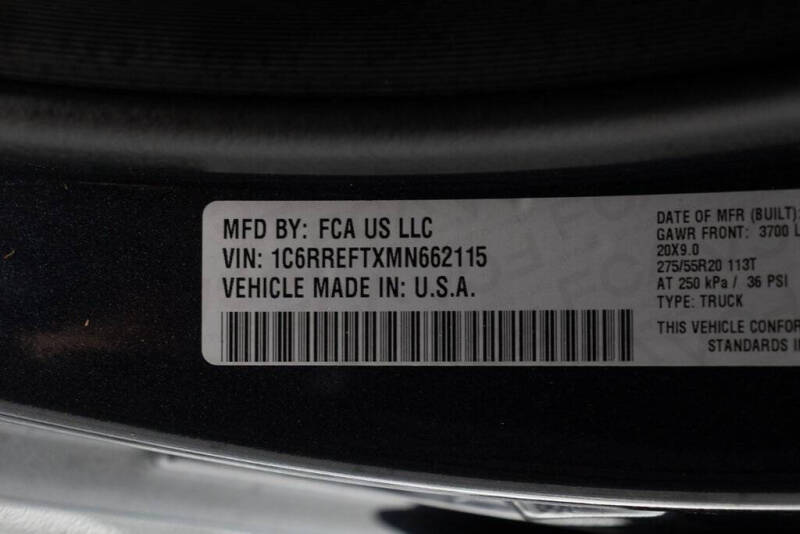 MFD BY: FCA US LLC
VIN: 1C6RREFTXMN662115
VEHICLE MADE IN: U.S.A.
DATE OF MFR (BUILT):
GAWR FRONT: 3700 L
20X9.0
275/55R20 113T
AT 250 kPa / 36 PSI
TYPE: TRUCK
THIS VEHICLE CONFOR
STANDARDS I